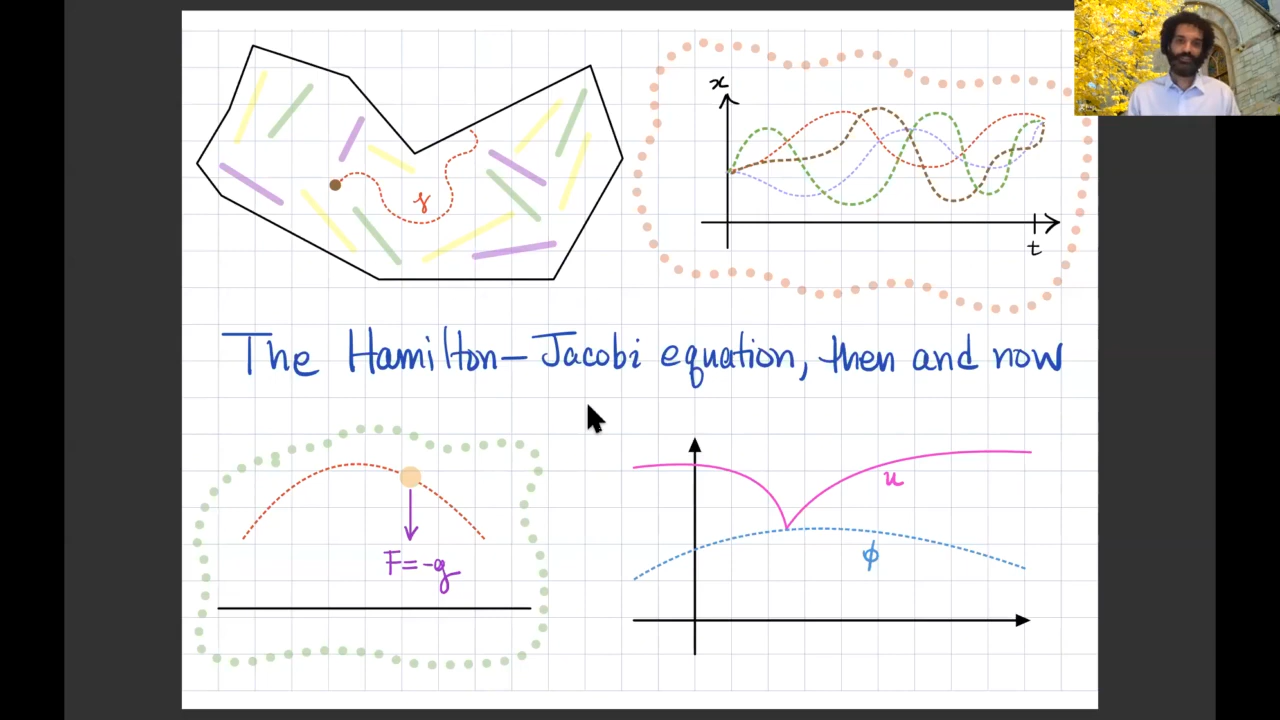 x
γ
t
The Hamilton–Jacobi equation, then and now
u
F=-g
ϕ